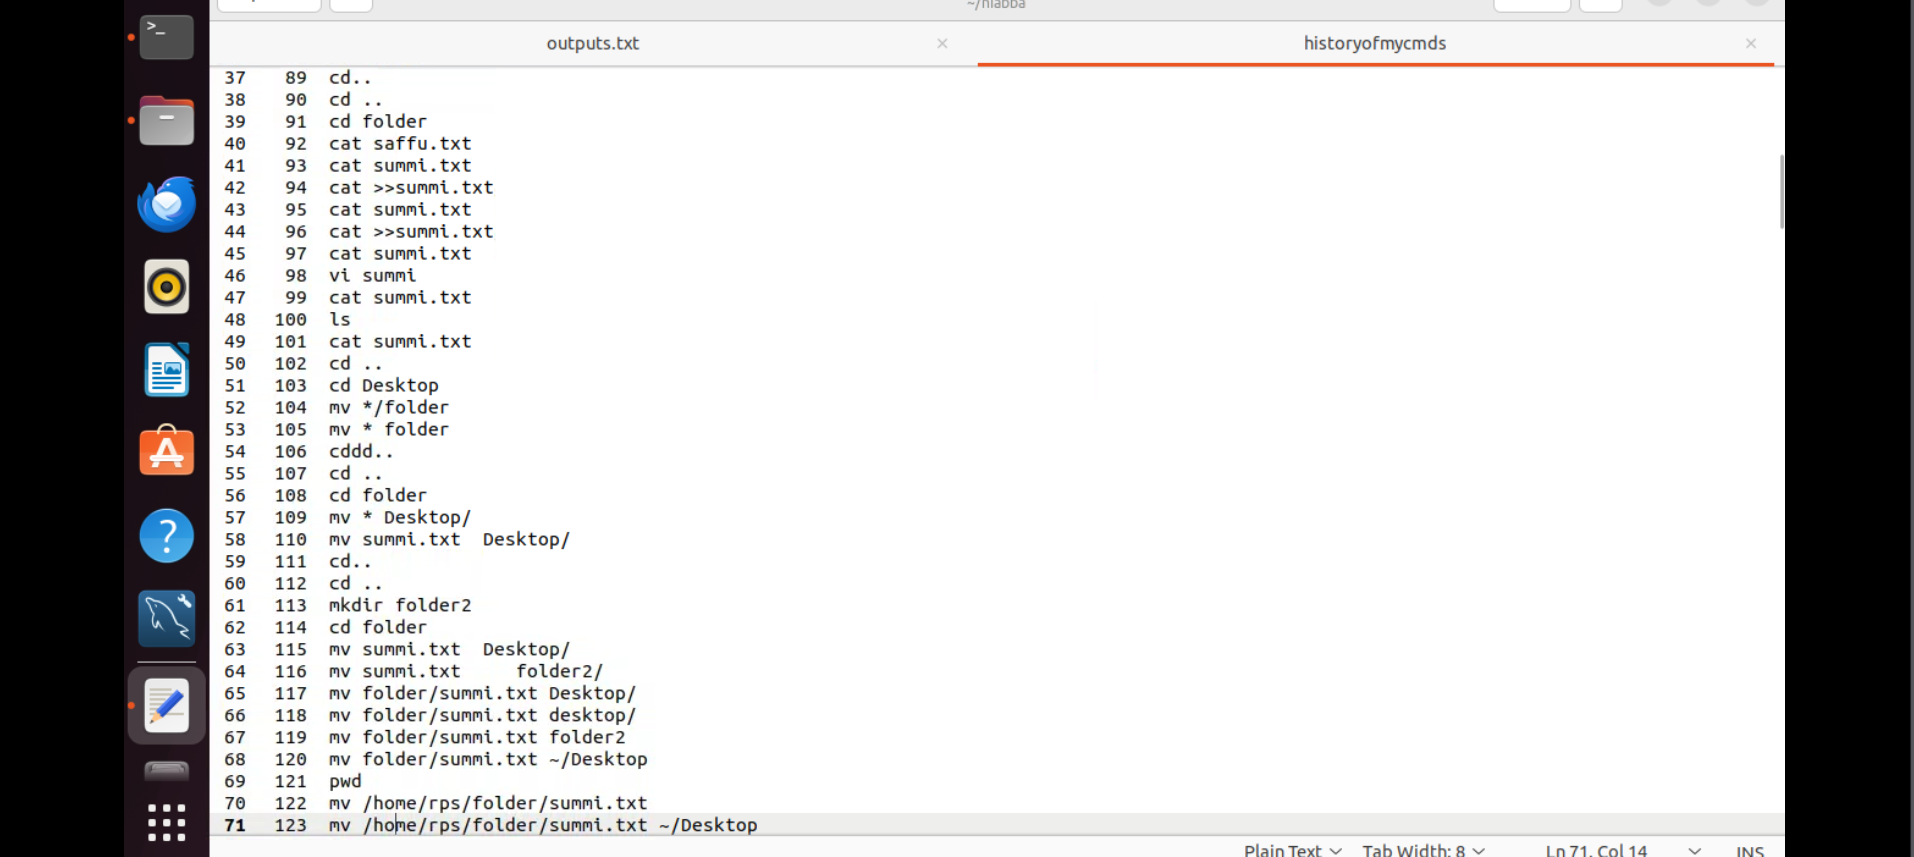 ~/niabba
outputs.txt
historyofmycmds
37 89 cd..
38 90 cd ..
39 91 cd folder
40 92 cat saffu.txt
41 93 cat summi.txt
42 94 cat >>summi.txt
43 95 cat summi.txt
44 96 cat >>summi.txt
45 97 cat summi.txt
46 98 vi summi
47 99 cat summi.txt
48 100 ls
49 101 cat summi.txt
50 102 cd ..
51 103 cd Desktop
52 104 mv */folder
53 105 mv * folder
54 106 cddd..
55 107 cd ..
56 108 cd folder
57 109 mv * Desktop/
58 110 mv summi.txt  Desktop/
59 111 cd..
60 112 cd ..
61 113 mkdir folder2
62 114 cd folder
63 115 mv summi.txt  Desktop/
64 116 mv summi.txt     folder2/
65 117 mv folder/summi.txt Desktop/
66 118 mv folder/summi.txt desktop/
67 119 mv folder/summi.txt folder2
68 120 mv folder/summi.txt ~/Desktop
69 121 pwd
70 122 mv /home/rps/folder/summi.txt
71 123 mv /home/rps/folder/summi.txt ~/Desktop
Plain Text Tab Width: 8 Ln 71, Col 14 INS